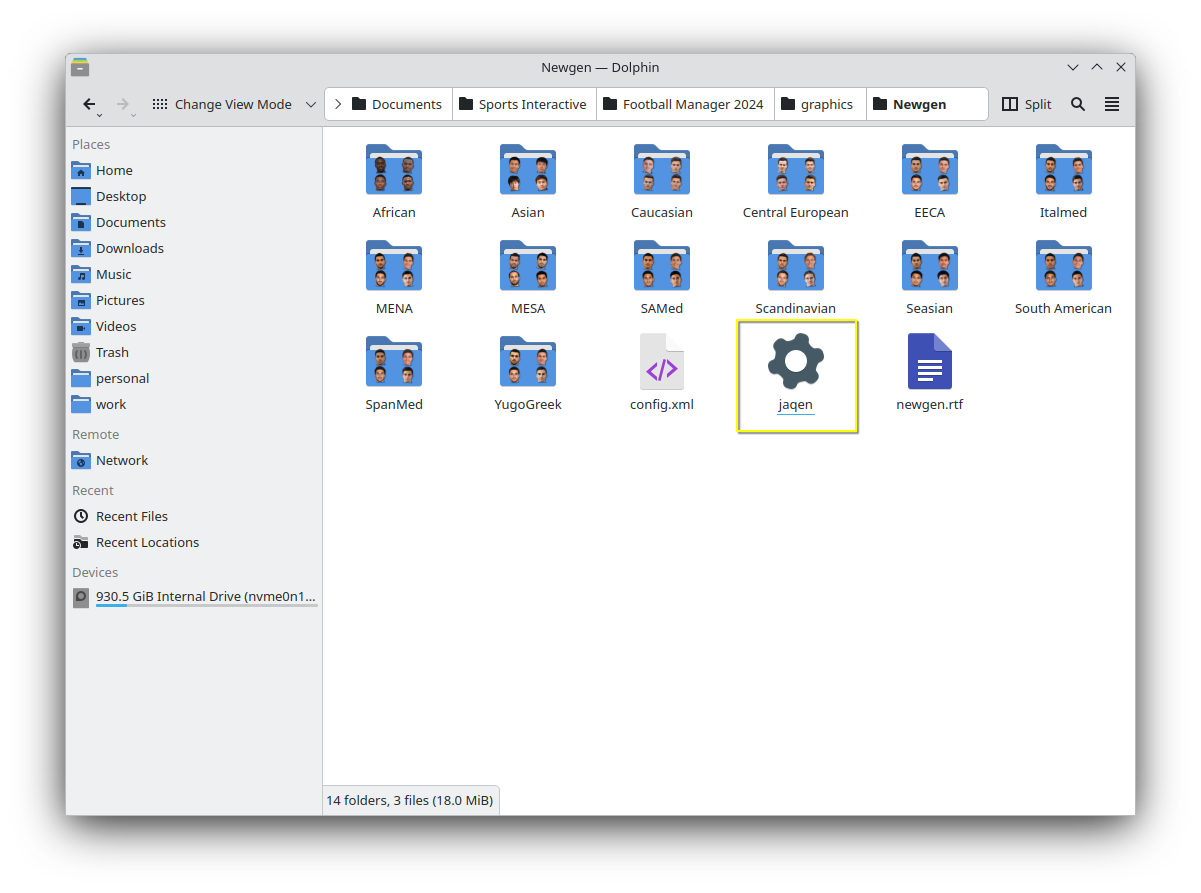 Newgen — Dolphin
Change View Mode
Documents
Sports Interactive
Football Manager 2024
graphics
Newgen
Split
Places
Home
Desktop
Documents
Downloads
Music
Pictures
Videos
Trash
personal
work
Remote
Network
Recent
Recent Files
Recent Locations
Devices
930.5 GiB Internal Drive (nvme0n1...
African
Asian
Caucasian
Central European
EECA
Italmed
MENA
MESA
SAMed
Scandinavian
Seasian
South American
SpanMed
YugoGreek
config.xml
jaqen
newgen.rtf
14 folders, 3 files (18.0 MiB)